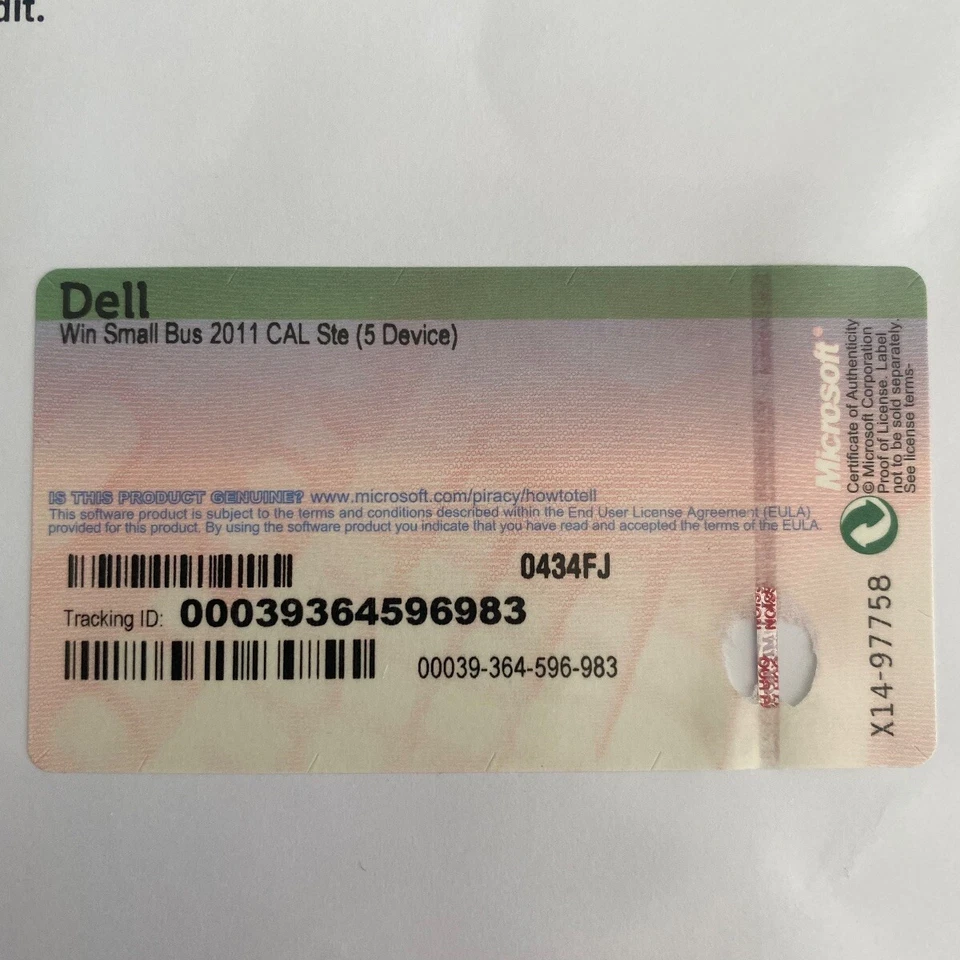 dit.
Dell
Win Small Bus 2011 CAL Ste (5 Device)
IS THIS PRODUCT GENUINE? www.microsoft.com/piracy/howtotell
This software product is subject to the terms and conditions described within the End User License Agreement (EULA)
provided for this product. By using the software product you indicate that you have read and accepted the terms of the EULA.
0434FJ
Tracking ID: 00039364596983
00039-364-596-983
Microsoft®
Certificate of Authenticity
© Microsoft Corporation
Proof of License. Label
not to be sold separately.
See license terms-
X14-97758